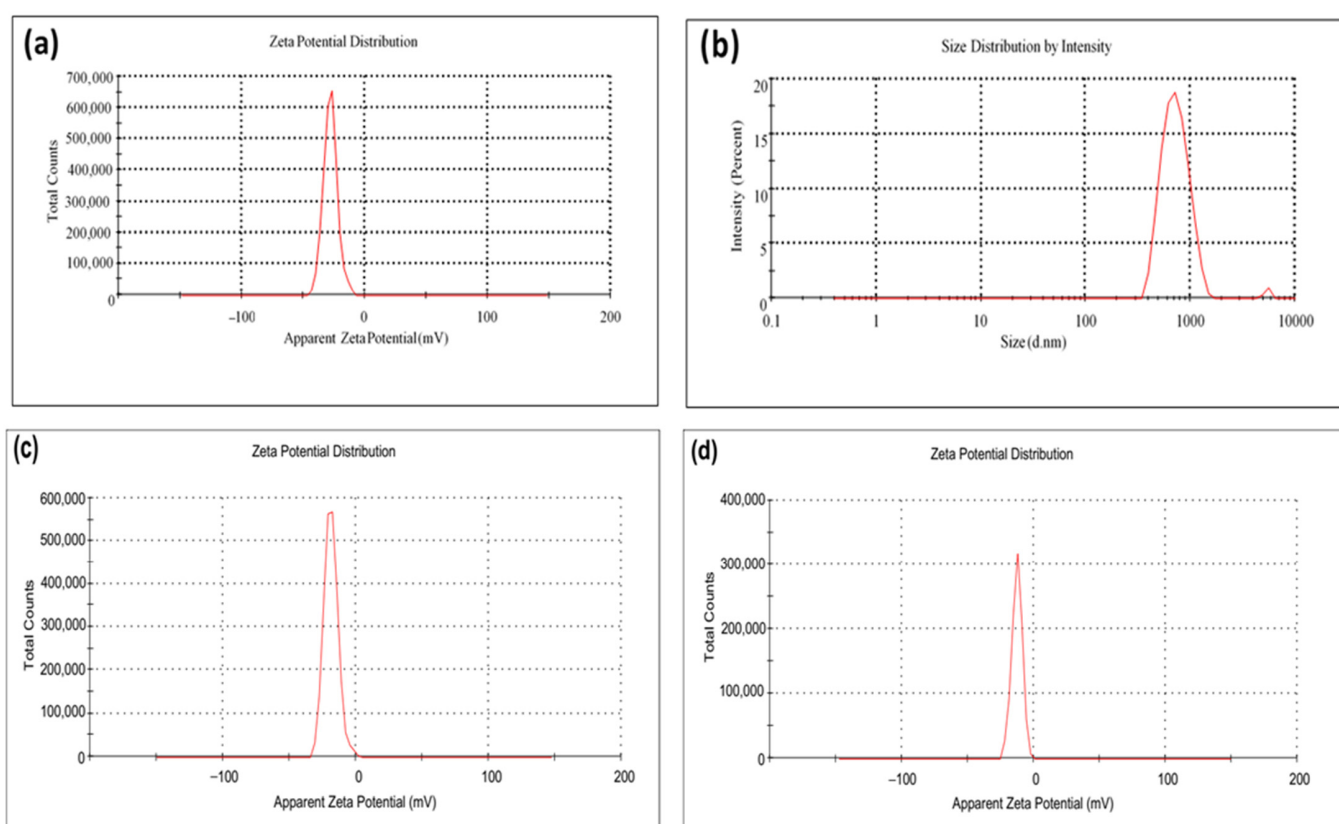 (a)
Zeta Potential Distribution
700,000
600,000
500,000
400,000
300,000
200,000
100,000
0
Total Counts
−100 0 100 200
Apparent Zeta Potential (mV)
(b)
Size Distribution by Intensity
20
15
10
5
0
Intensity (Percent)
0.1 1 10 100 1000 10000
Size (d.nm)
(c)
Zeta Potential Distribution
600,000
500,000
400,000
300,000
200,000
100,000
0
Total Counts
−100 0 100 200
Apparent Zeta Potential (mV)
(d)
Zeta Potential Distribution
400,000
300,000
200,000
100,000
0
Total Counts
−100 0 100 200
Apparent Zeta Potential (mV)